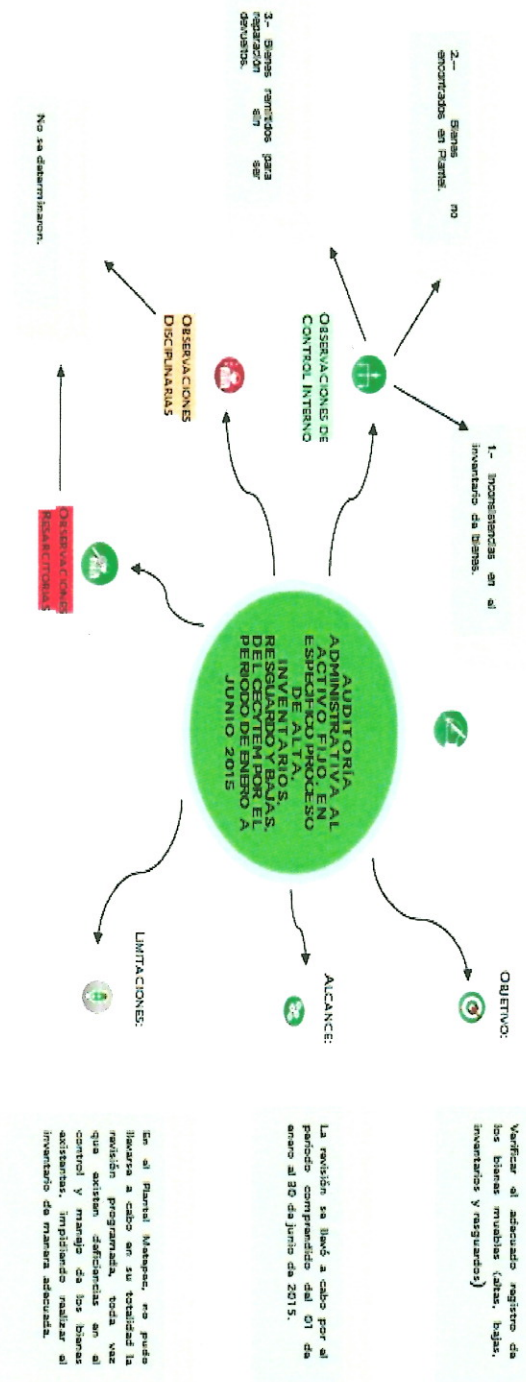 AUDITORÍA
ADMINISTRATIVA AL
ACTIVO FIJO, EN
ESPECIFICO PROCESO
DE ALTA,
INVENTARIOS,
RESGUARDO Y BAJAS,
DEL CECYTEM POR EL
PERIODO DE ENERO A
JUNIO 2015
OBJETIVO:
Verificar el adecuado registro de
los bienes muebles (altas, bajas,
inventarios y resguardos)
ALCANCE:
La revisión se llevó a cabo por el
periodo comprendido del 01 de
enero al 30 de junio de 2015.
LIMITACIONES:
En el Plantel Metepec, no pudo
llevarse a cabo en su totalidad la
revisión programada, toda vez
que existen deficiencias en el
control y manejo de los bienes
existentes, impidiendo realizar el
inventario de manera adecuada.
OBSERVACIONES DE
CONTROL INTERNO
1.- Inconsistencias en el
inventario de bienes.
2.- Bienes no
encontrados en Plantel.
3.- Bienes remitidos para
reparación sin ser
devueltos.
OBSERVACIONES
DISCIPLINARIAS
OBSERVACIONES
RESARCITORIAS
No se determinaron.